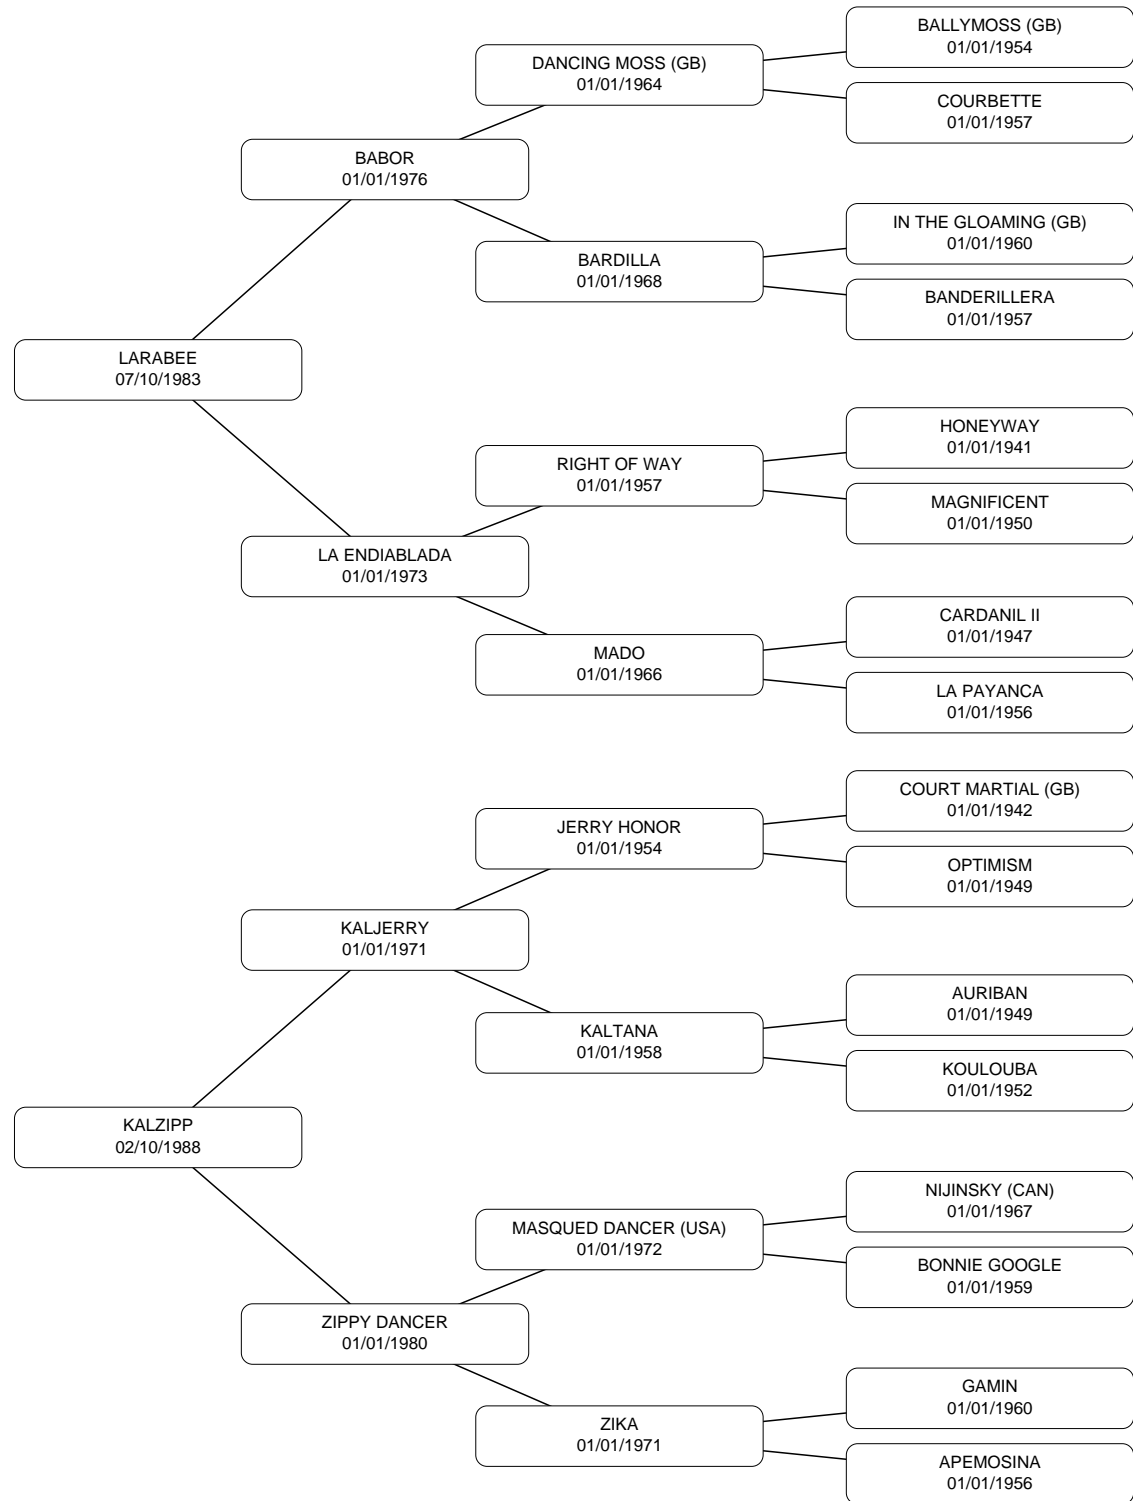 BALLYMOSS (GB)
01/01/1954
DANCING MOSS (GB)
01/01/1964
COURBETTE
01/01/1957
BABOR
01/01/1976
IN THE GLOAMING (GB)
01/01/1960
BARDILLA
01/01/1968
BANDERILLERA
01/01/1957
LARABEE
07/10/1983
HONEYWAY
01/01/1941
RIGHT OF WAY
01/01/1957
MAGNIFICENT
01/01/1950
LA ENDIABLADA
01/01/1973
CARDANIL II
01/01/1947
MADO
01/01/1966
LA PAYANCA
01/01/1956
COURT MARTIAL (GB)
01/01/1942
JERRY HONOR
01/01/1954
OPTIMISM
01/01/1949
KALJERRY
01/01/1971
AURIBAN
01/01/1949
KALTANA
01/01/1958
KOULOUBA
01/01/1952
KALZIPP
02/10/1988
NIJINSKY (CAN)
01/01/1967
MASQUED DANCER (USA)
01/01/1972
BONNIE GOOGLE
01/01/1959
ZIPPY DANCER
01/01/1980
GAMIN
01/01/1960
ZIKA
01/01/1971
APEMOSINA
01/01/1956